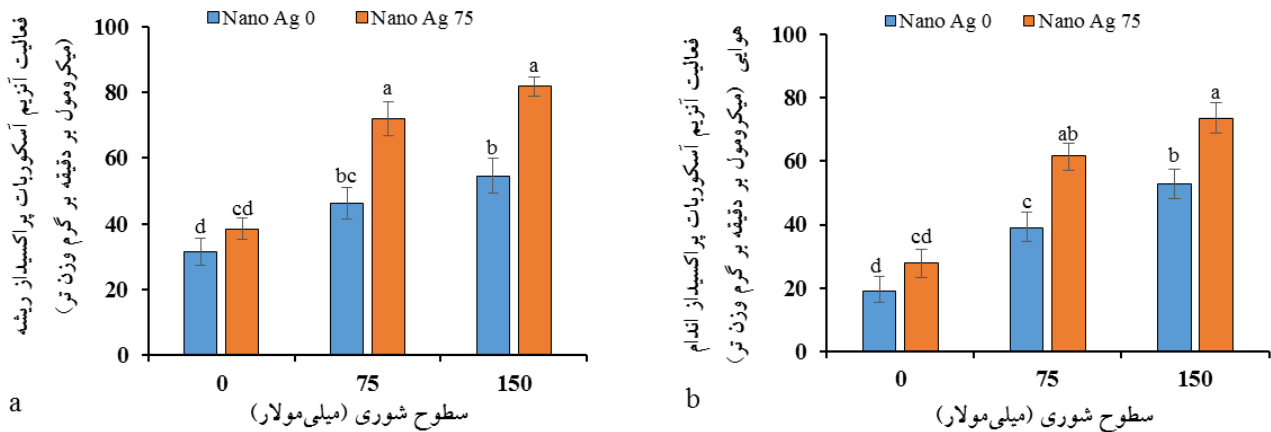 Nano Ag 0
Nano Ag 75
فعالیت آنزیم آسکوربات پراکسیداز ریشه
(میکرومول بر دقیقه بر گرم وزن تر)
100
80
60
40
20
0
d
cd
bc
a
b
a
0
75
150
سطوح شوری (میلی‌مولار)
a
Nano Ag 0
Nano Ag 75
فعالیت آنزیم آسکوربات پراکسیداز اندام
هوایی (میکرومول بر دقیقه بر گرم وزن تر)
100
80
60
40
20
0
d
cd
c
ab
b
a
0
75
150
سطوح شوری (میلی‌مولار)
b